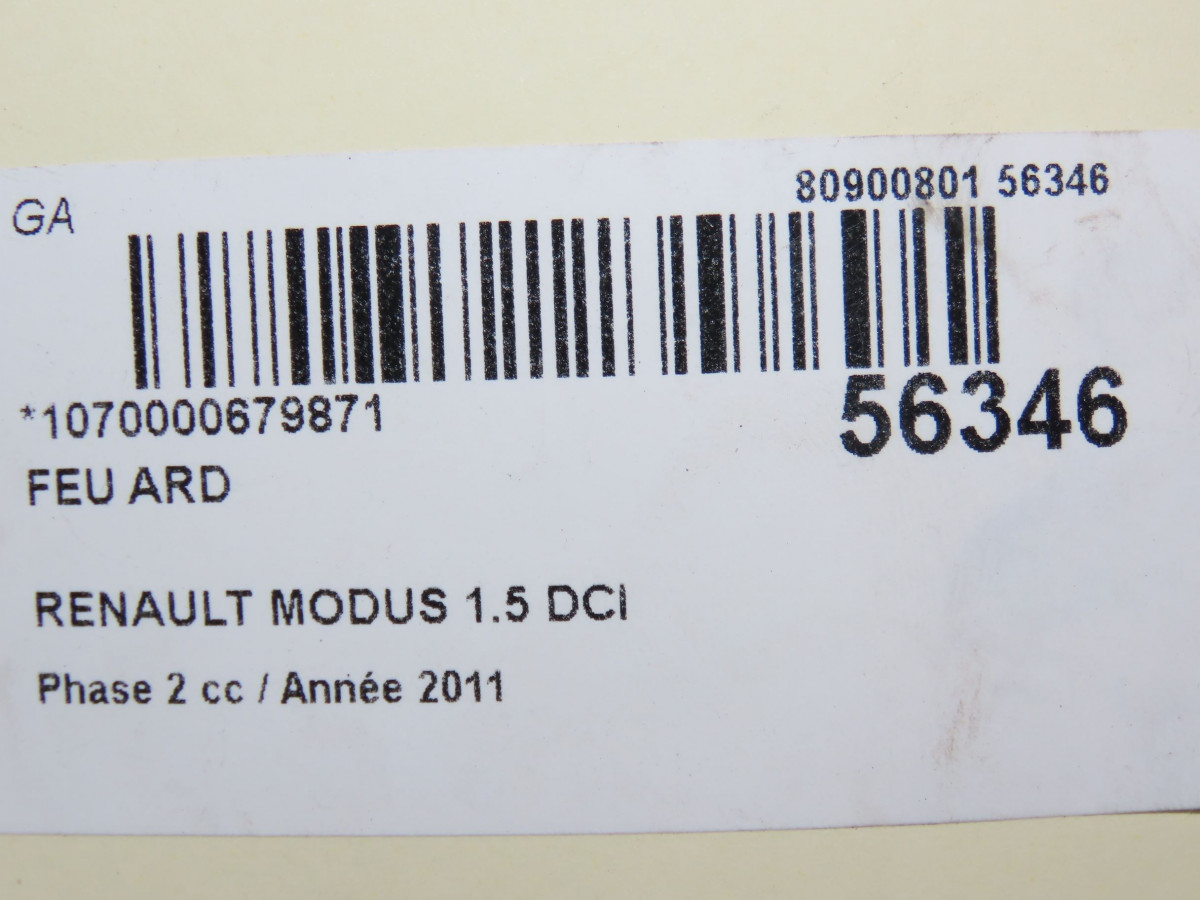 GA
80900801 56346
*1070000679871
56346
FEU ARD
RENAULT MODUS 1.5 DCI
Phase 2 cc / Année 2011